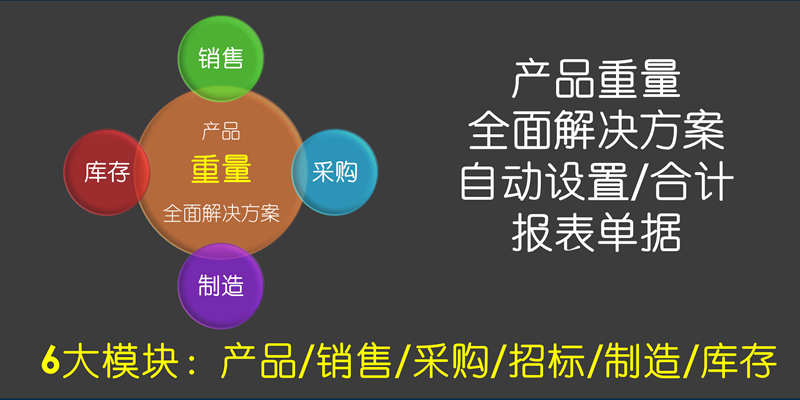 销售
产品
重量
全面解决方案
库存
采购
制造
产品重量
全面解决方案
自动设置/合计
报表单据
6大模块：产品/销售/采购/招标/制造/库存